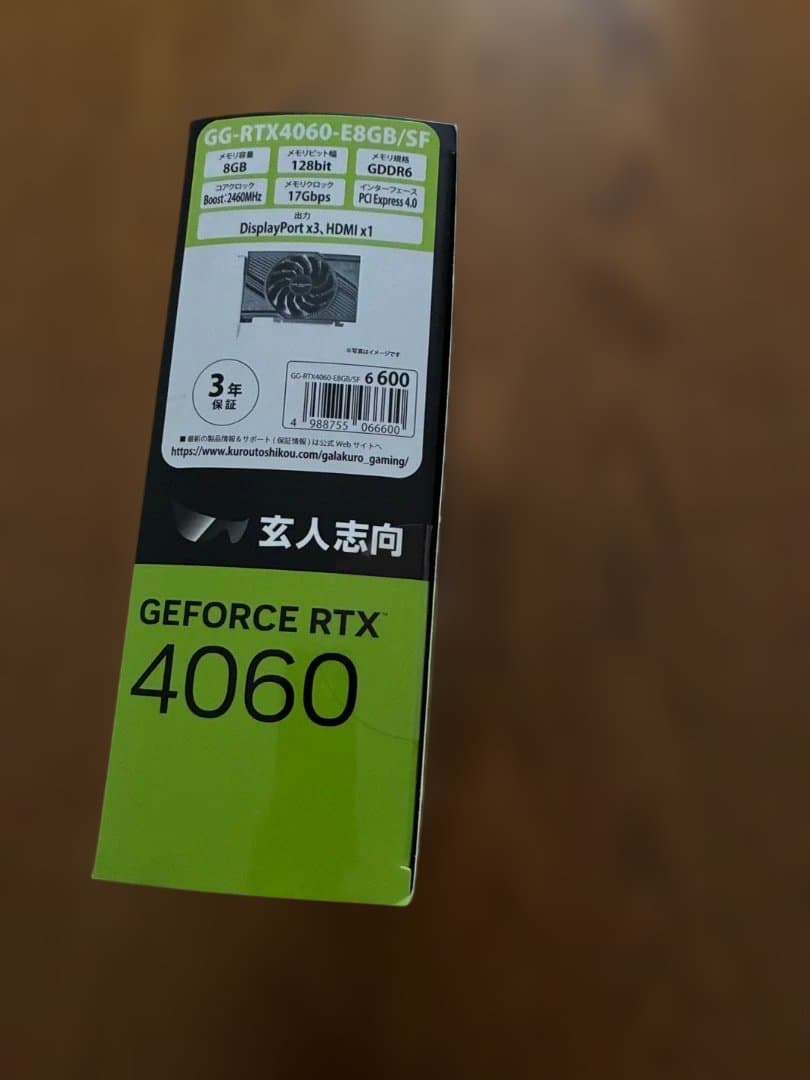 GG-RTX4060-E8GB/SF
メモリ容量 メモリビット幅 メモリ規格
8GB 128bit GDDR6
コアクロック メモリクロック インターフェース
Boost:2460MHz 17Gbps PCI Express 4.0
出力
DisplayPort x3、HDMI x1
※写真はイメージです
3年
保証
GG-RTX4060-E8GB/SF 6 600
4 988755 066600
■ 最新の製品情報&サポート(保証情報)は公式 Web サイトへ
https://www.kuroutoshikou.com/galakuro_gaming/
玄人志向
GEFORCE RTX™
4060